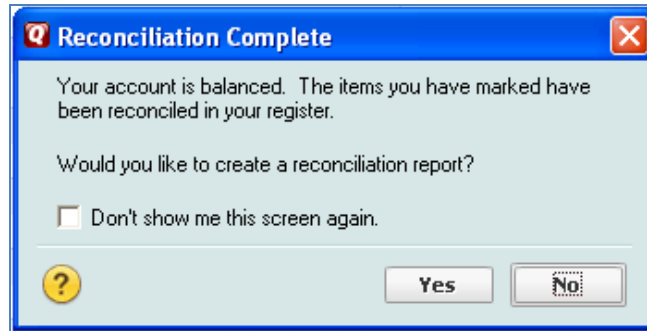 Q Reconciliation Complete
Your account is balanced.  The items you have marked have
been reconciled in your register.
Would you like to create a reconciliation report?
Don't show me this screen again.
?
Yes
No